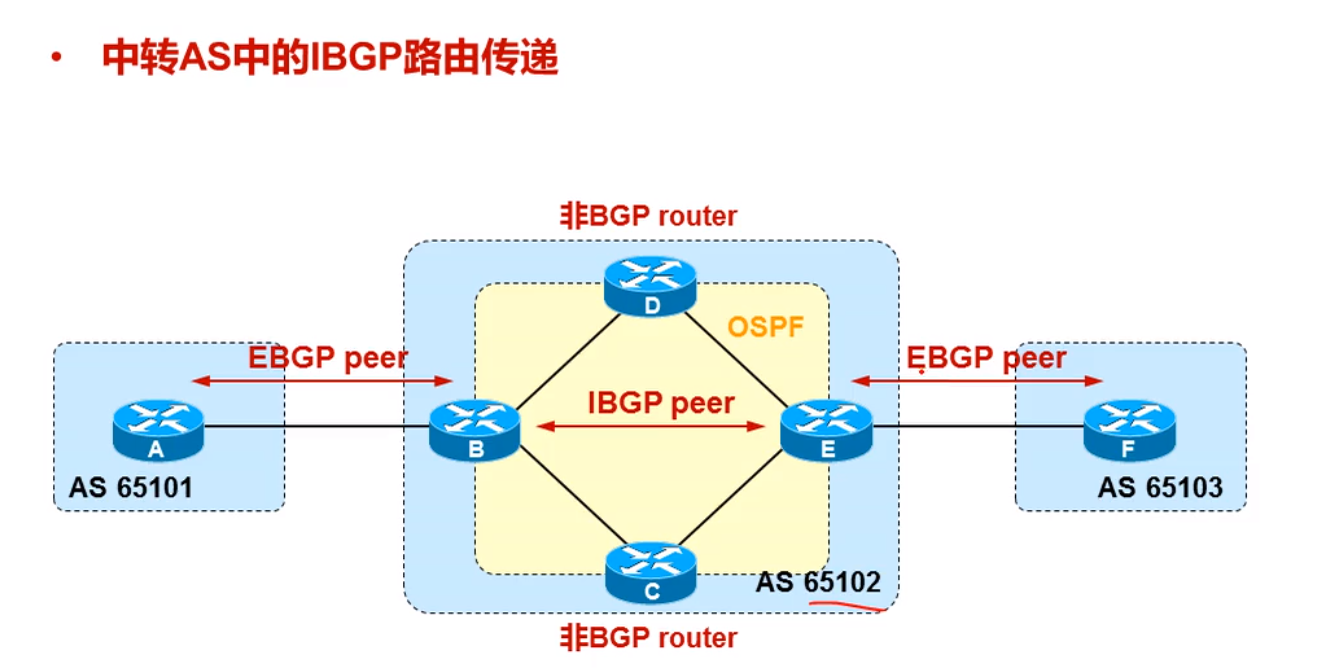 • 中转AS中的IBGP路由传递
非BGP router
D
OSPF
EBGP peer
EBGP peer
IBGP peer
A
B
E
F
AS 65101
AS 65103
C
AS 65102
非BGP router